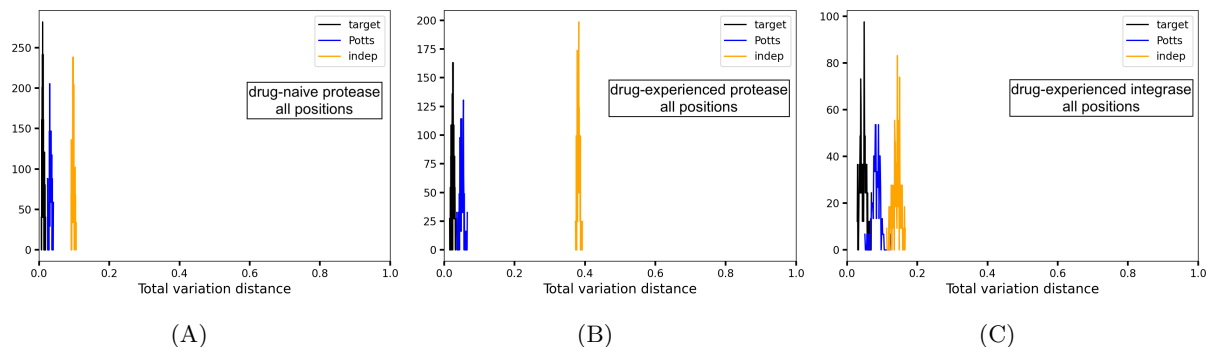 250
200
150
100
50
0
0.0 0.2 0.4 0.6 0.8 1.0
Total variation distance
target
Potts
indep
drug-naive protease
all positions
(A)
200
175
150
125
100
75
50
25
0
0.0 0.2 0.4 0.6 0.8 1.0
Total variation distance
target
Potts
indep
drug-experienced protease
all positions
(B)
100
80
60
40
20
0
0.0 0.2 0.4 0.6 0.8 1.0
Total variation distance
target
Potts
indep
drug-experienced integrase
all positions
(C)